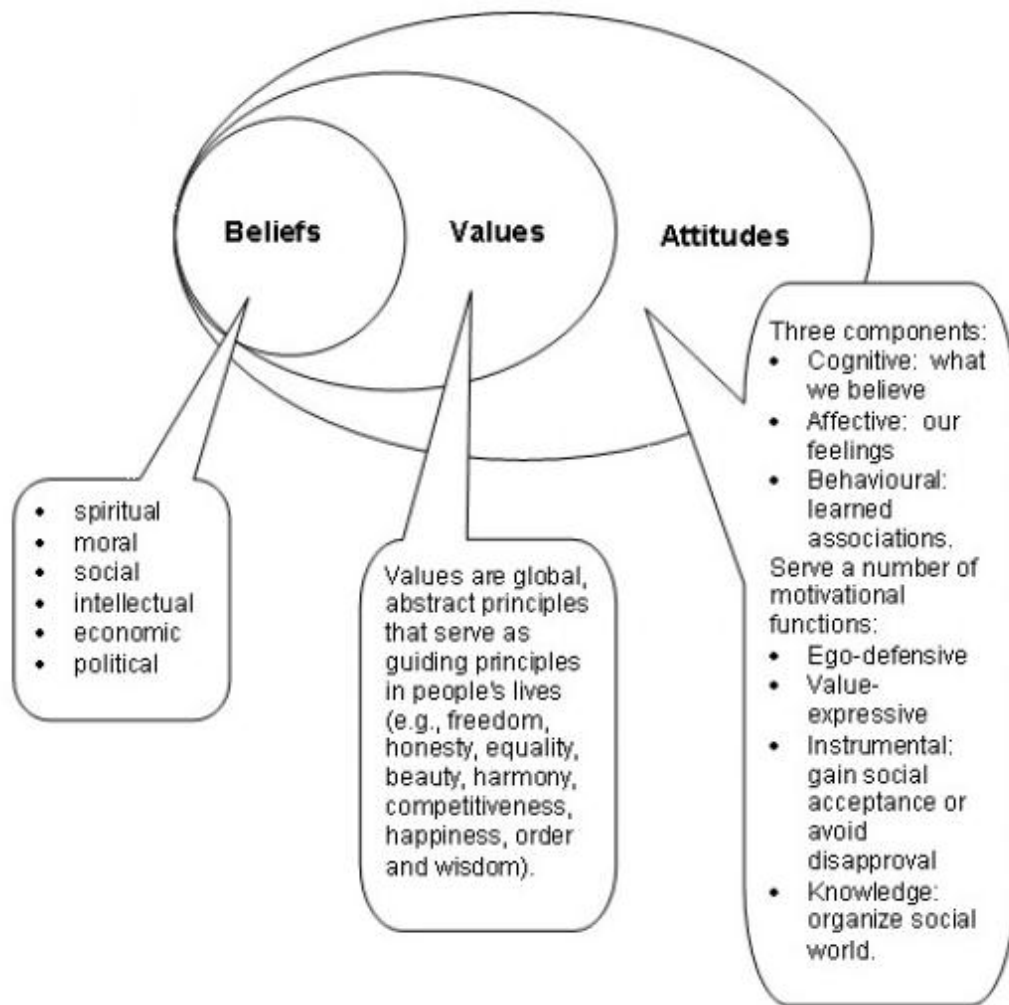 Beliefs
Values
Attitudes
• spiritual
• moral
• social
• intellectual
• economic
• political
Values are global,
abstract principles
that serve as
guiding principles
in people's lives
(e.g., freedom,
honesty, equality,
beauty, harmony,
competitiveness,
happiness, order
and wisdom).
Three components:
• Cognitive: what
we believe
• Affective: our
feelings
• Behavioural:
learned
associations.
Serve a number of
motivational
functions:
• Ego-defensive
• Value-
expressive
• Instrumental:
gain social
acceptance or
avoid
disapproval
• Knowledge:
organize social
world.